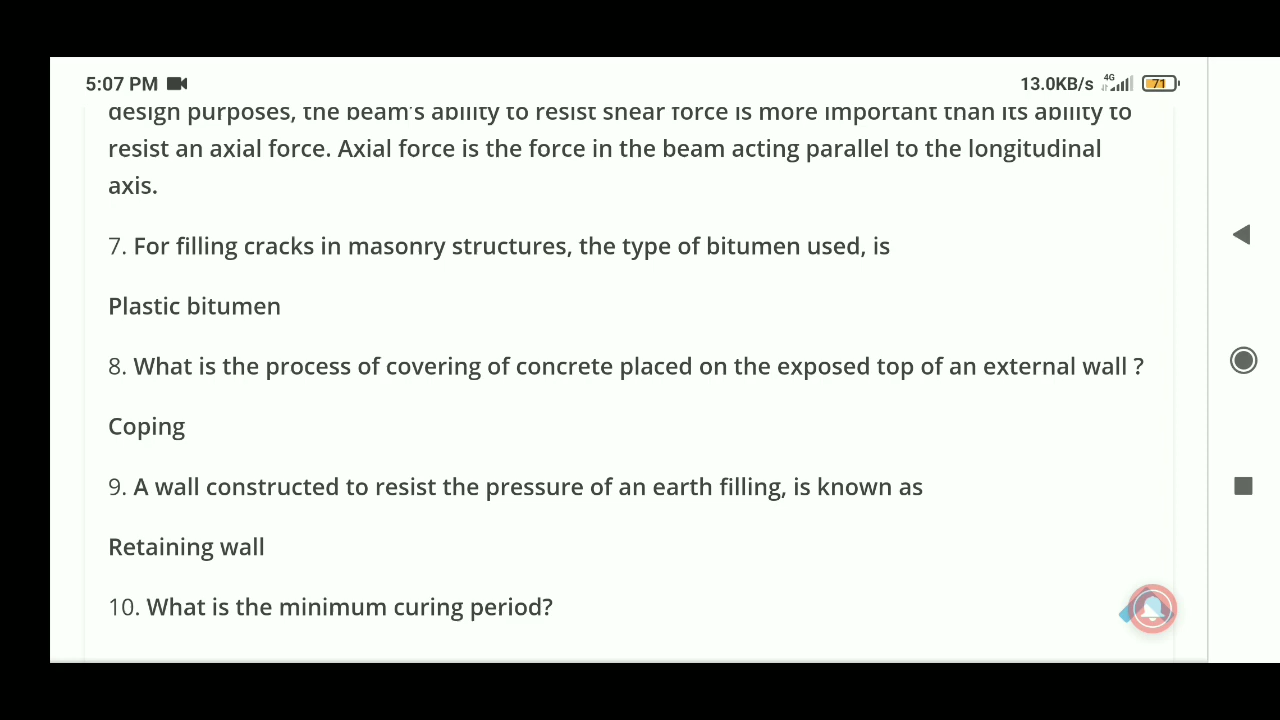 5:07 PM
13.0KB/s 4G 71
design purposes, the beam's ability to resist shear force is more important than its ability to
resist an axial force. Axial force is the force in the beam acting parallel to the longitudinal
axis.
7. For filling cracks in masonry structures, the type of bitumen used, is
Plastic bitumen
8. What is the process of covering of concrete placed on the exposed top of an external wall ?
Coping
9. A wall constructed to resist the pressure of an earth filling, is known as
Retaining wall
10. What is the minimum curing period?